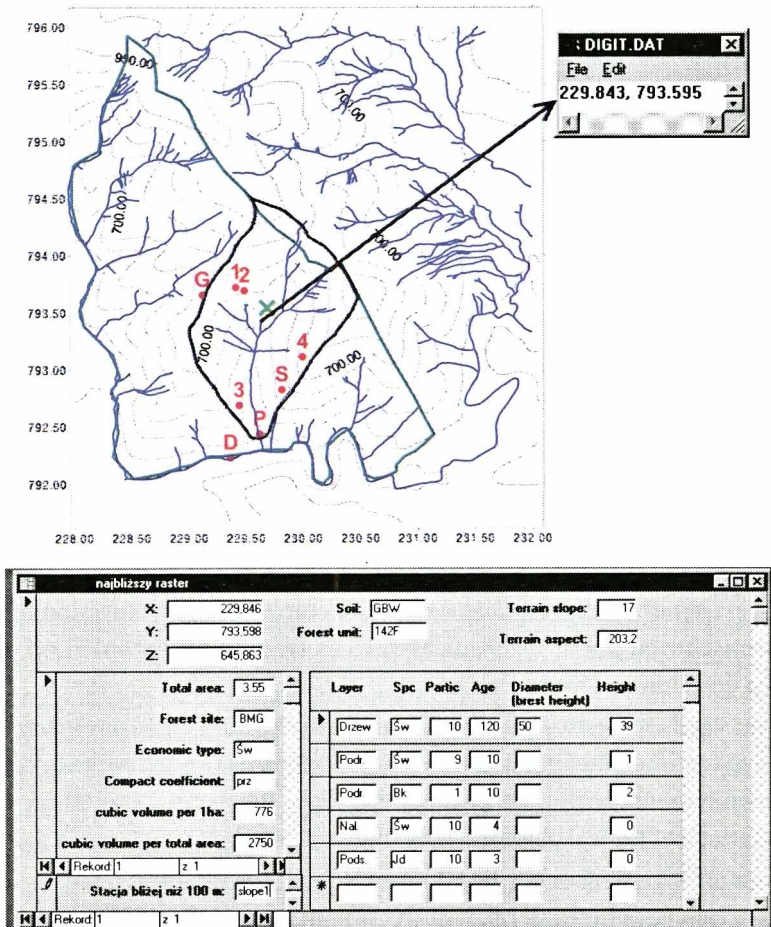 796.00
990.00
795.50
700.00
795.00
794.50
700.00
794.00
700.00
G
1
2
793.50
4
700.00
793.00
700.00
S
3
792.50
P
D
792.00
228.00 228.50 229.00 229.50 230.00 230.50 231.00 231.50 232.00
DIGIT.DAT
File Edit
229.843, 793.595
najbliższy raster
X: 229,846 Soil: GBW Terrain slope: 17
Y: 793,598 Forest unit: 142F Terrain aspect: 203,2
Z: 645,863
Total area: 3.55
Forest site: BMG
Economic type: Św
Compact coefficient: prz
cubic volume per 1ha: 776
cubic volume per total area: 2750
Rekord: 1 z 1
Stacja bliżej niż 100 m: slope1
Rekord: 1 z 1
Layer Spc Partic Age Diameter (brest height) Height
Drzew Św 10 120 50 39
Podr. Św 9 10 1
Podr Bk 1 10 2
Nal. Św 10 4 0
Pods. Jd 10 3 0